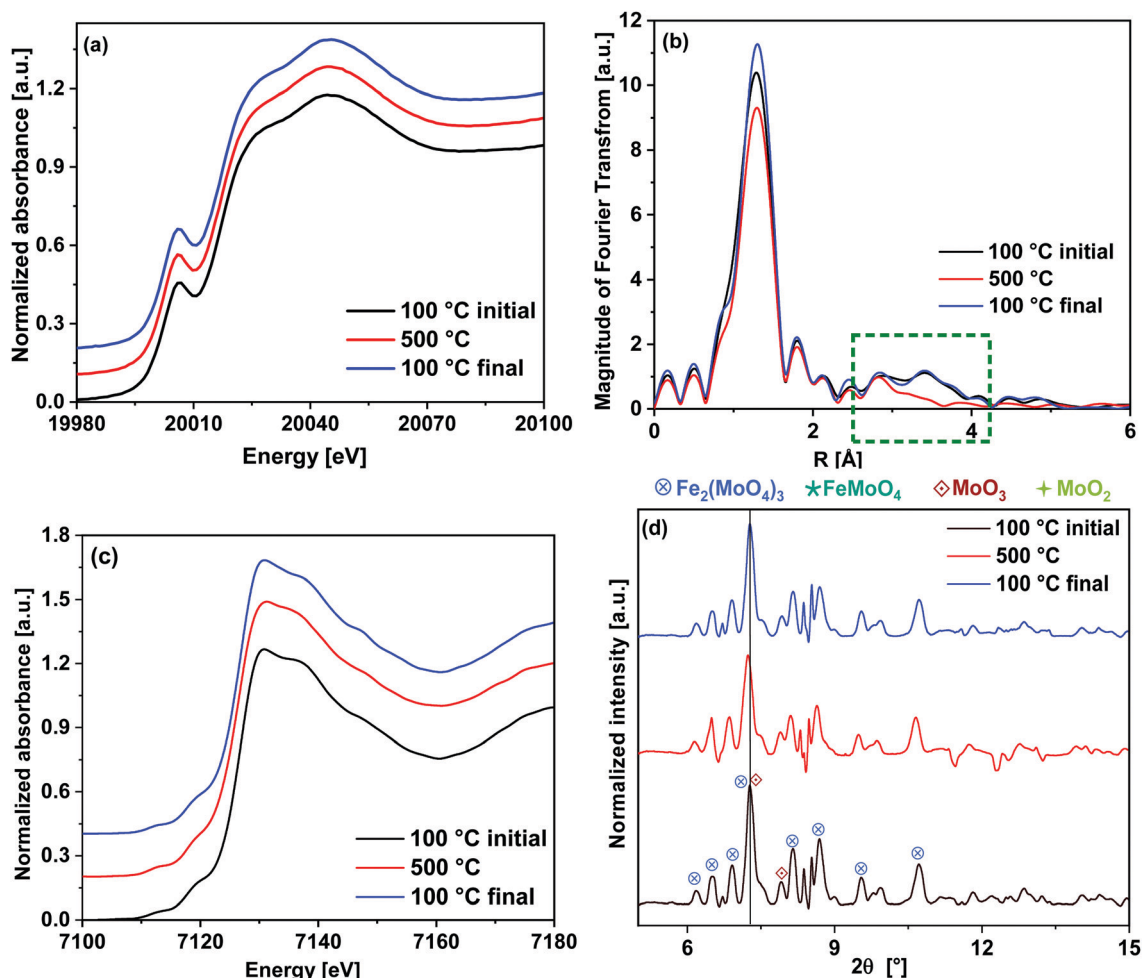 (a)
Normalized absorbance [a.u.]
1.2
0.9
0.6
0.3
0.0
100 °C initial
500 °C
100 °C final
19980
20010
20040
20070
20100
Energy [eV]
(b)
Magnitude of Fourier Transfrom [a.u.]
12
10
8
6
4
2
0
100 °C initial
500 °C
100 °C final
0
2
4
6
R [Å]
(c)
Normalized absorbance [a.u.]
1.8
1.5
1.2
0.9
0.6
0.3
0.0
100 °C initial
500 °C
100 °C final
7100
7120
7140
7160
7180
Energy [eV]
Fe₂(MoO₄)₃ FeMoO₄ MoO₃ MoO₂
(d)
Normalized intensity [a.u.]
100 °C initial
500 °C
100 °C final
6
9
12
15
2θ [°]